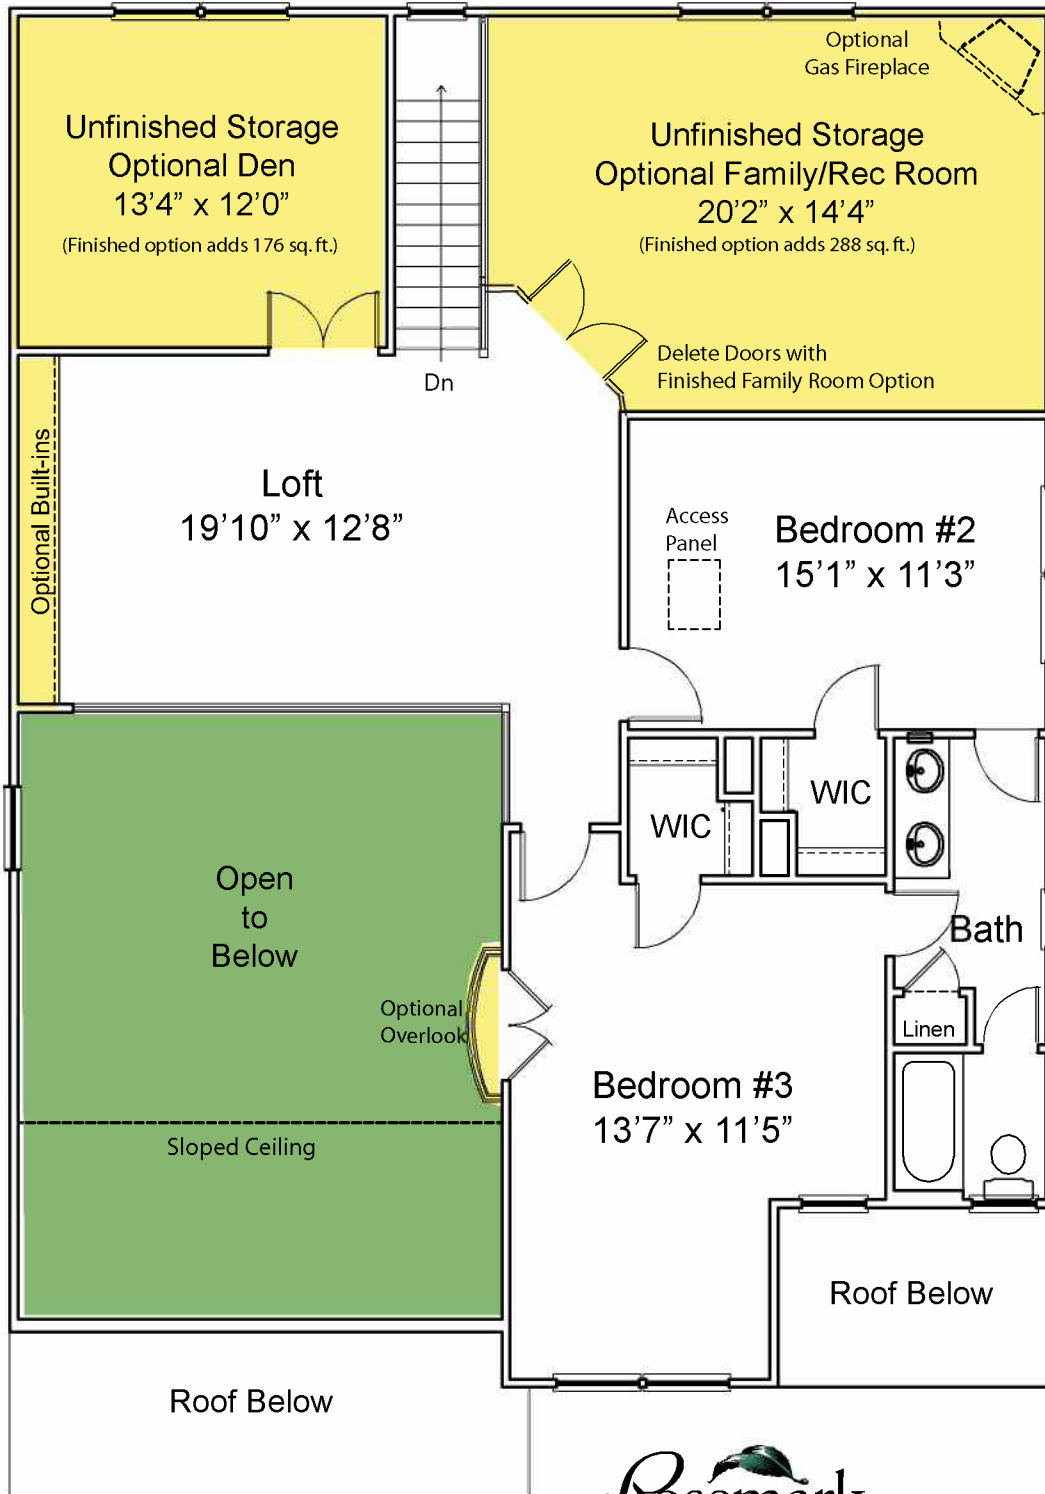 Optional
Gas Fireplace
Unfinished Storage
Optional Den
13’4” x 12’0”
(Finished option adds 176 sq. ft.)
Unfinished Storage
Optional Family/Rec Room
20’2” x 14’4”
(Finished option adds 288 sq. ft.)
Delete Doors with
Finished Family Room Option
Dn
Optional Built-ins
Loft
19’10” x 12’8”
Access
Panel
Bedroom #2
15’1” x 11’3”
WIC
WIC
Open
to
Below
Bath
Optional
Overlook
Linen
Bedroom #3
13’7” x 11’5”
Sloped Ceiling
Roof Below
Roof Below